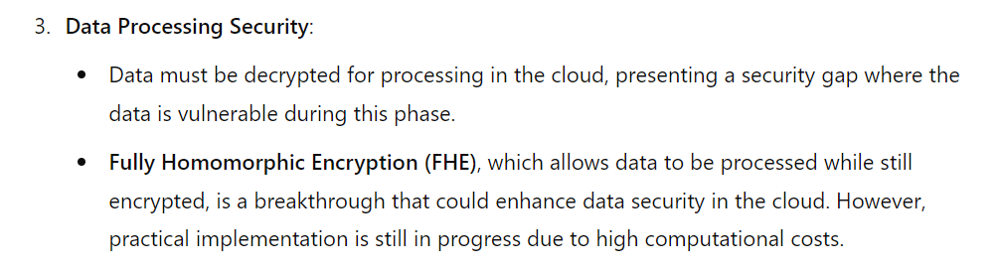 3. Data Processing Security:
• Data must be decrypted for processing in the cloud, presenting a security gap where the
data is vulnerable during this phase.
• Fully Homomorphic Encryption (FHE), which allows data to be processed while still
encrypted, is a breakthrough that could enhance data security in the cloud. However,
practical implementation is still in progress due to high computational costs.